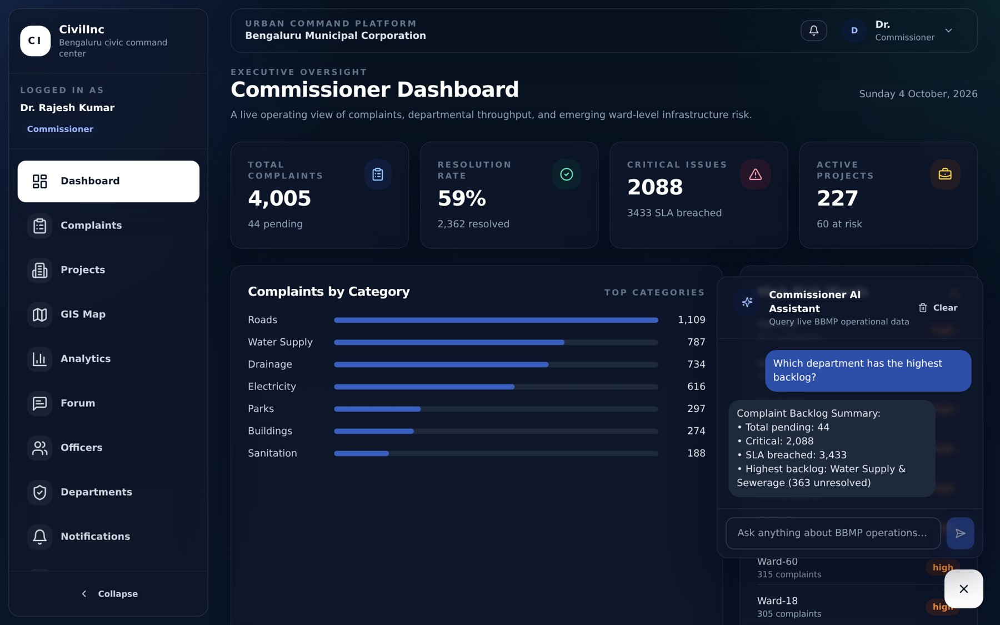 CI
CivilInc
Bengaluru civic command
center
LOGGED IN AS
Dr. Rajesh Kumar
Commissioner
Dashboard
Complaints
Projects
GIS Map
Analytics
Forum
Officers
Departments
Notifications
Collapse
URBAN COMMAND PLATFORM
Bengaluru Municipal Corporation
D
Dr.
Commissioner
EXECUTIVE OVERSIGHT
Commissioner Dashboard
Sunday 4 October, 2026
A live operating view of complaints, departmental throughput, and emerging ward-level infrastructure risk.
TOTAL
COMPLAINTS
4,005
44 pending
RESOLUTION
RATE
59%
2,362 resolved
CRITICAL ISSUES
2088
3433 SLA breached
ACTIVE
PROJECTS
227
60 at risk
Complaints by Category
TOP CATEGORIES
Roads 1,109
Water Supply 787
Drainage 734
Electricity 616
Parks 297
Buildings 274
Sanitation 188
Commissioner AI
Assistant
Query live BBMP operational data
Clear
Which department has the highest
backlog?
Complaint Backlog Summary:
• Total pending: 44
• Critical: 2,088
• SLA breached: 3,433
• Highest backlog: Water Supply &
Sewerage (363 unresolved)
Ask anything about BBMP operations...
Ward-60
315 complaints
high
Ward-18
305 complaints
high